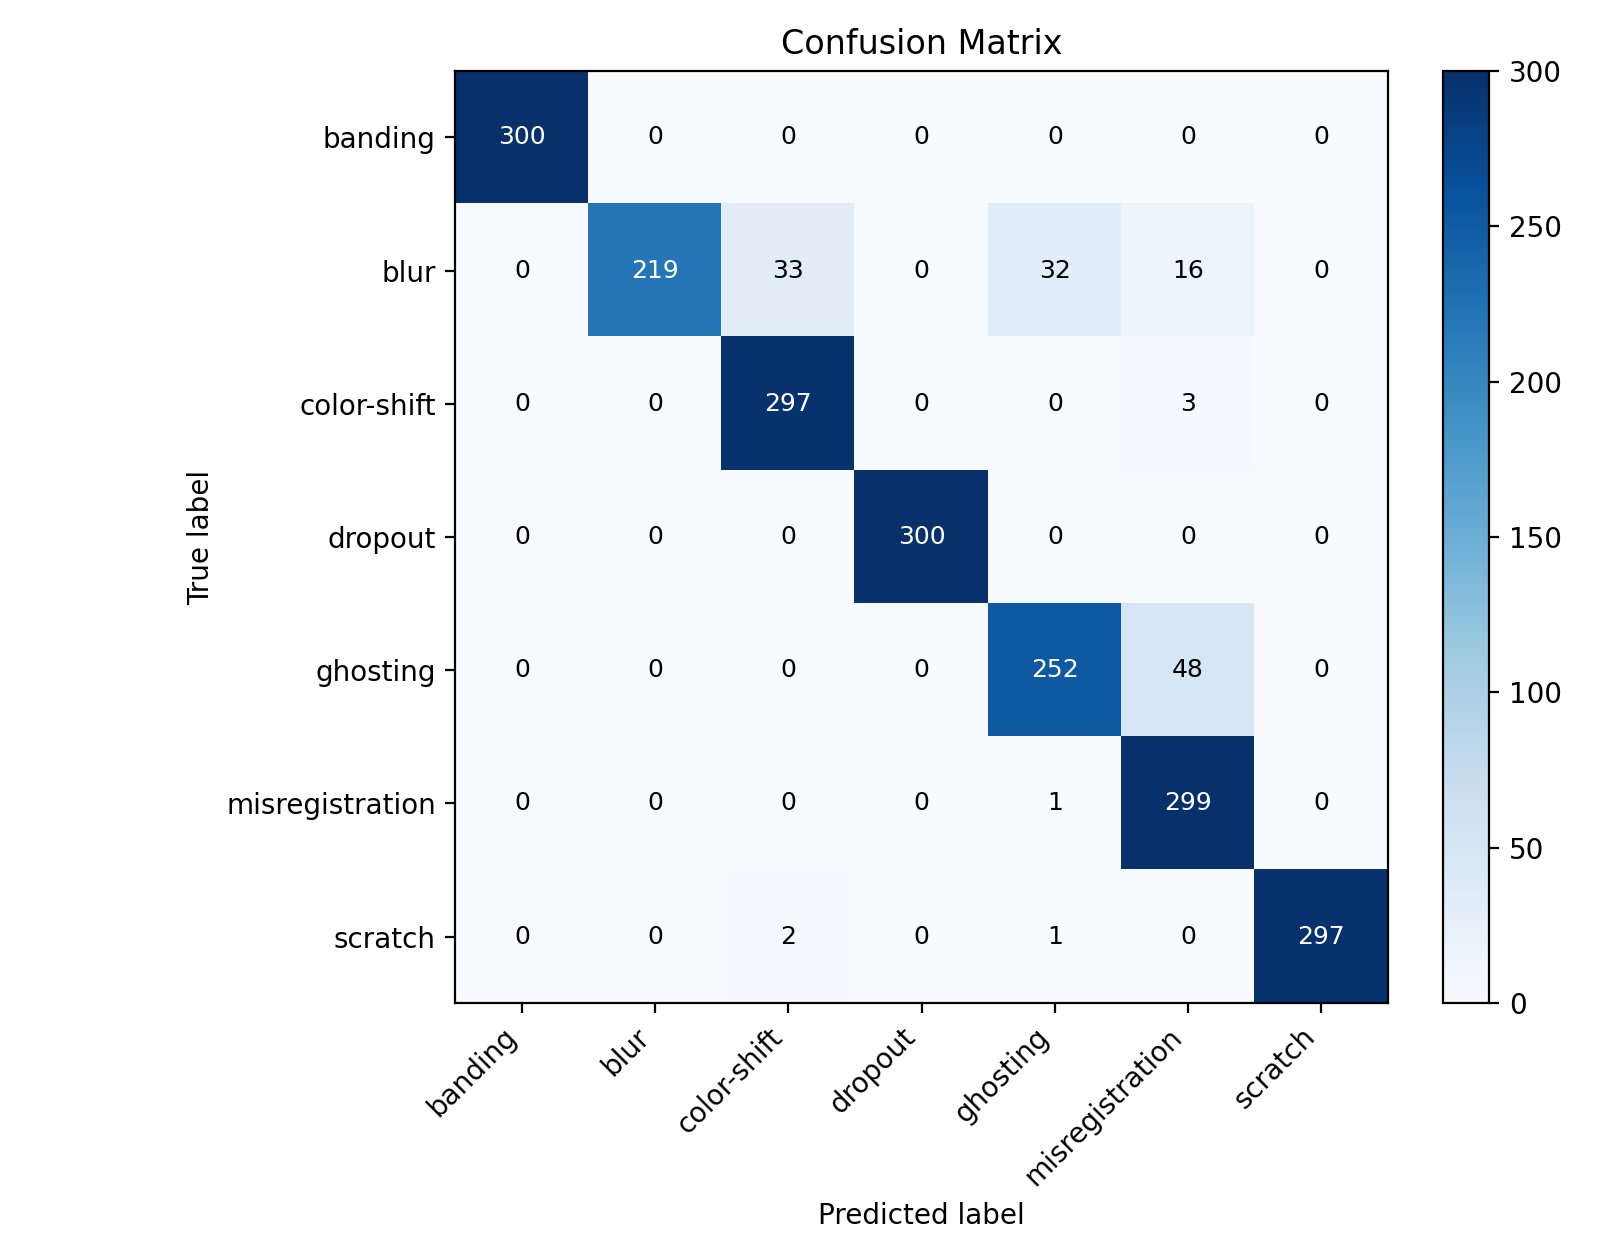 Confusion Matrix
banding 300 0 0 0 0 0 0
blur 0 219 33 0 32 16 0
color-shift 0 0 297 0 0 3 0
dropout 0 0 0 300 0 0 0
ghosting 0 0 0 0 252 48 0
misregistration 0 0 0 0 1 299 0
scratch 0 0 2 0 1 0 297
True label
banding blur color-shift dropout ghosting misregistration scratch
Predicted label
300
250
200
150
100
50
0